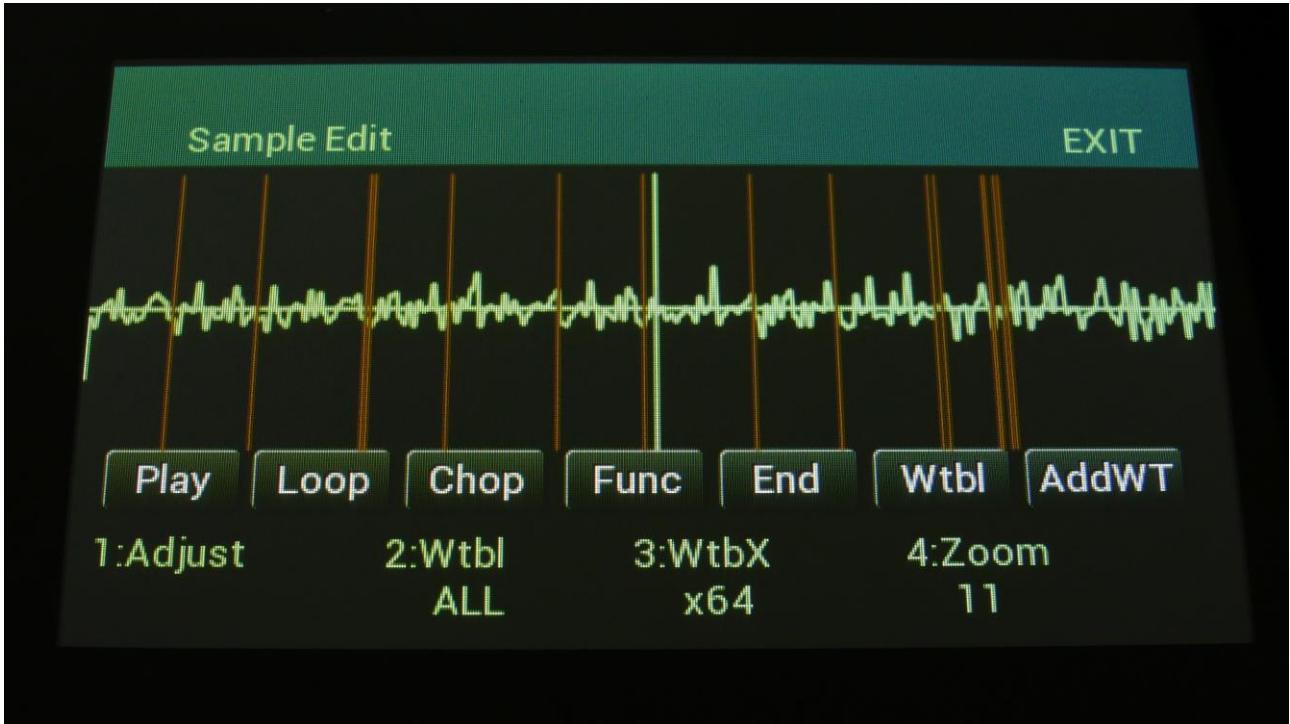 Sample Edit EXIT
Play Loop Chop Func End Wtbl AddWT
1:Adjust 2:Wtbl 3:WtbX 4:Zoom
ALL x64 11